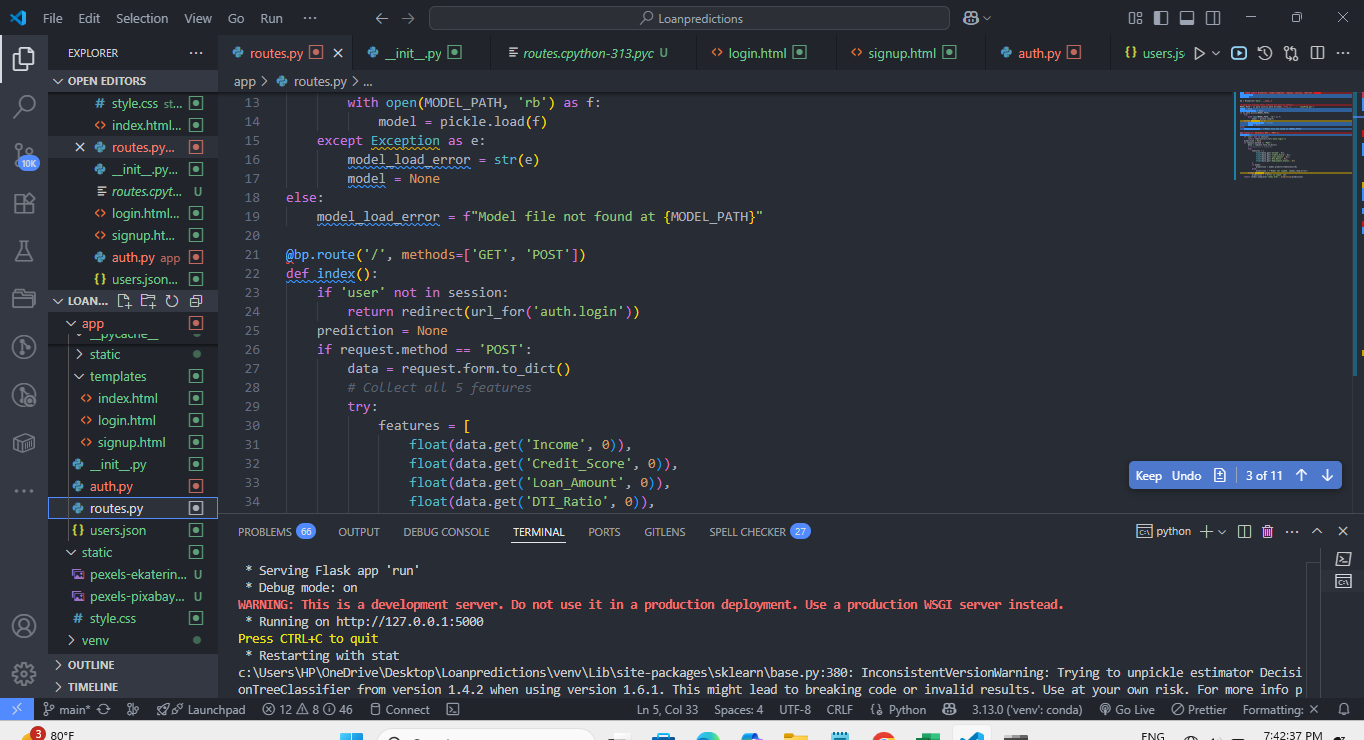 File Edit Selection View Go Run ··· Loanpredictions
EXPLORER ···
OPEN EDITORS
style.css st...
index.html...
routes.py...
__init__.py...
routes.cpyt... U
login.html...
signup.ht...
auth.py app
users.json...
LOAN...
app
__pycache__
static
templates
index.html
login.html
signup.html
__init__.py
auth.py
routes.py
users.json
static
pexels-ekaterin... U
pexels-pixabay... U
style.css
venv
OUTLINE
TIMELINE
10K
routes.py __init__.py routes.cpython-313.pyc U login.html signup.html auth.py users.js
app > routes.py > ...
13 with open(MODEL_PATH, 'rb') as f:
14 model = pickle.load(f)
15 except Exception as e:
16 model_load_error = str(e)
17 model = None
18 else:
19 model_load_error = f"Model file not found at {MODEL_PATH}"
20
21 @bp.route('/', methods=['GET', 'POST'])
22 def index():
23 if 'user' not in session:
24 return redirect(url_for('auth.login'))
25 prediction = None
26 if request.method == 'POST':
27 data = request.form.to_dict()
28 # Collect all 5 features
29 try:
30 features = [
31 float(data.get('Income', 0)),
32 float(data.get('Credit_Score', 0)),
33 float(data.get('Loan_Amount', 0)),
34 float(data.get('DTI_Ratio', 0)),
Keep Undo 3 of 11
PROBLEMS 66 OUTPUT DEBUG CONSOLE TERMINAL PORTS GITLENS SPELL CHECKER 27 python
* Serving Flask app 'run'
* Debug mode: on
WARNING: This is a development server. Do not use it in a production deployment. Use a production WSGI server instead.
* Running on http://127.0.0.1:5000
Press CTRL+C to quit
* Restarting with stat
c:\Users\HP\OneDrive\Desktop\Loanpredictions\venv\Lib\site-packages\sklearn\base.py:380: InconsistentVersionWarning: Trying to unpickle estimator Decisi
onTreeClassifier from version 1.4.2 when using version 1.6.1. This might lead to breaking code or invalid results. Use at your own risk. For more info p
main* Launchpad 12 8 46 Connect Ln 5, Col 33 Spaces: 4 UTF-8 CRLF Python 3.13.0 ('venv': conda) Go Live Prettier Formatting: ×
3 80°F ENG 7:42:37 PM